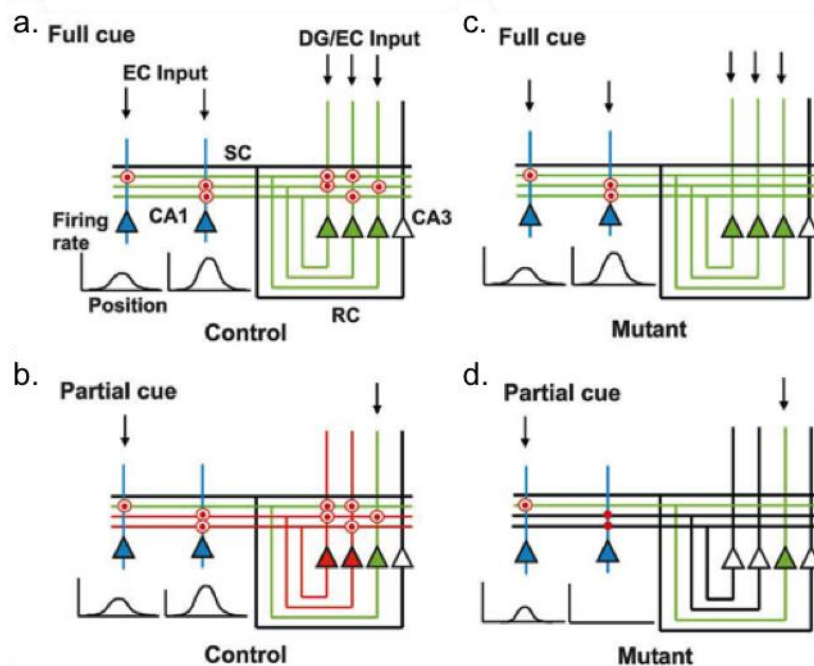 a.
Full cue
DG/EC Input
EC Input
SC
CA1
CA3
Firing
rate
Position
RC
Control
c.
Full cue
Mutant
b.
Partial cue
Control
d.
Partial cue
Mutant